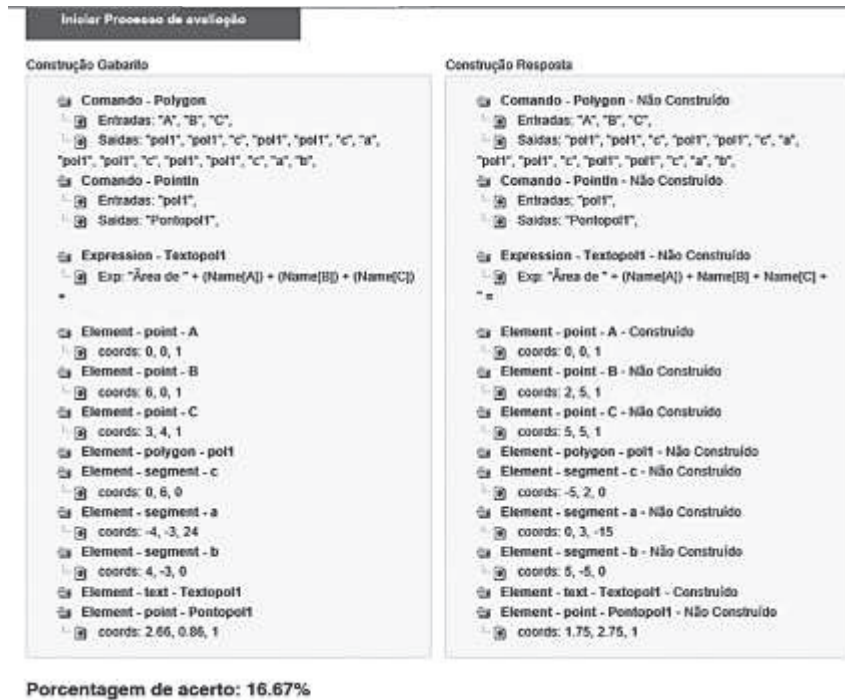 Iniciar Processo de avaliação
Construção Gabarito
Comando - Polygon
Entradas: "A", "B", "C",
Saídas: "pol1", "pol1", "c", "pol1", "pol1", "c", "a",
"pol1", "pol1", "c", "pol1", "pol1", "c", "a", "b",
Comando - PointIn
Entradas: "pol1",
Saídas: "Pontopol1",
Expression - Textopol1
Exp: "Área de " + (Name[A]) + (Name[B]) + (Name[C])
+
Element - point - A
coords: 0, 0, 1
Element - point - B
coords: 6, 0, 1
Element - point - C
coords: 3, 4, 1
Element - polygon - pol1
Element - segment - c
coords: 0, 6, 0
Element - segment - a
coords: -4, -3, 24
Element - segment - b
coords: 4, -3, 0
Element - text - Textopol1
Element - point - Pontopol1
coords: 2.66, 0.86, 1
Construção Resposta
Comando - Polygon - Não Construído
Entradas: "A", "B", "C",
Saídas: "pol1", "pol1", "c", "pol1", "pol1", "c", "a",
"pol1", "pol1", "c", "pol1", "pol1", "c", "a", "b",
Comando - PointIn - Não Construído
Entradas: "pol1",
Saídas: "Pontopol1",
Expression - Textopol1 - Não Construído
Exp: "Área de " + (Name[A]) + Name[B] + Name[C] +
" =
Element - point - A - Construído
coords: 0, 0, 1
Element - point - B - Não Construído
coords: 2, 5, 1
Element - point - C - Não Construído
coords: 5, 5, 1
Element - polygon - pol1 - Não Construído
Element - segment - c - Não Construído
coords: -5, 2, 0
Element - segment - a - Não Construído
coords: 0, 3, -15
Element - segment - b - Não Construído
coords: 5, -5, 0
Element - text - Textopol1 - Construído
Element - point - Pontopol1 - Não Construído
coords: 1.75, 2.75, 1
Porcentagem de acerto: 16.67%